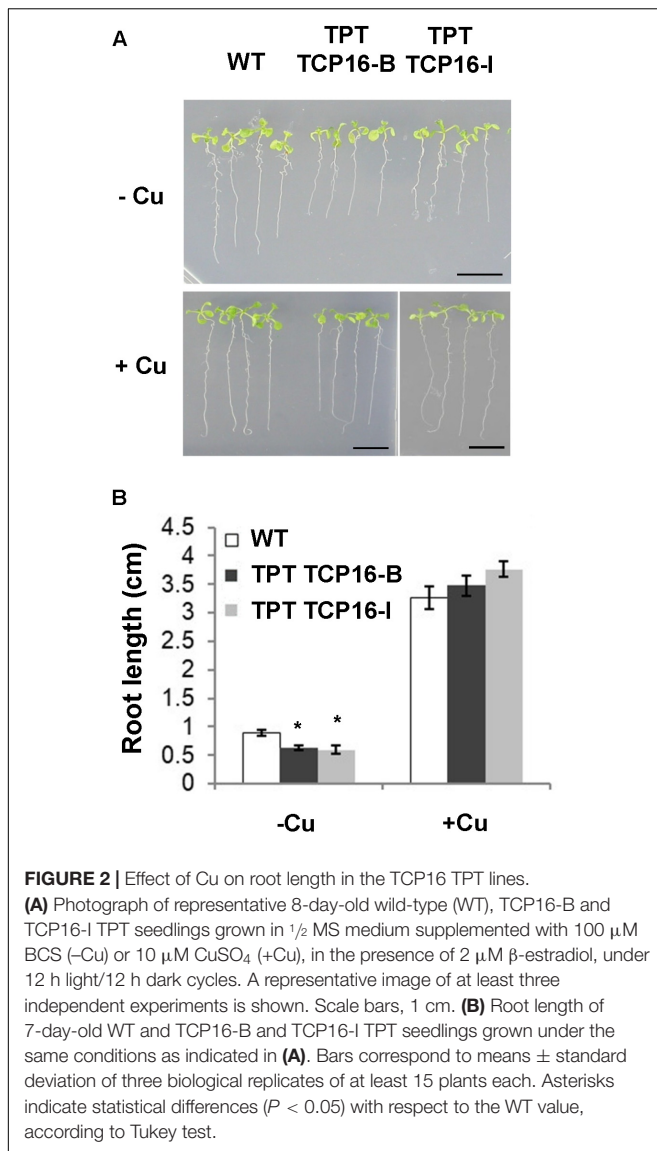 A
WT
TPT TCP16-B
TPT TCP16-I
- Cu
+ Cu
B
Root length (cm)
4.5
4
3.5
3
2.5
2
1.5
1
0.5
0
WT
TPT TCP16-B
TPT TCP16-I
*
*
-Cu
+Cu
FIGURE 2 | Effect of Cu on root length in the TCP16 TPT lines.
(A) Photograph of representative 8-day-old wild-type (WT), TCP16-B and
TCP16-I TPT seedlings grown in 1/2 MS medium supplemented with 100 μM
BCS (–Cu) or 10 μM CuSO₄ (+Cu), in the presence of 2 μM β-estradiol, under
12 h light/12 h dark cycles. A representative image of at least three
independent experiments is shown. Scale bars, 1 cm. (B) Root length of
7-day-old WT and TCP16-B and TCP16-I TPT seedlings grown under the
same conditions as indicated in (A). Bars correspond to means ± standard
deviation of three biological replicates of at least 15 plants each. Asterisks
indicate statistical differences (P < 0.05) with respect to the WT value,
according to Tukey test.